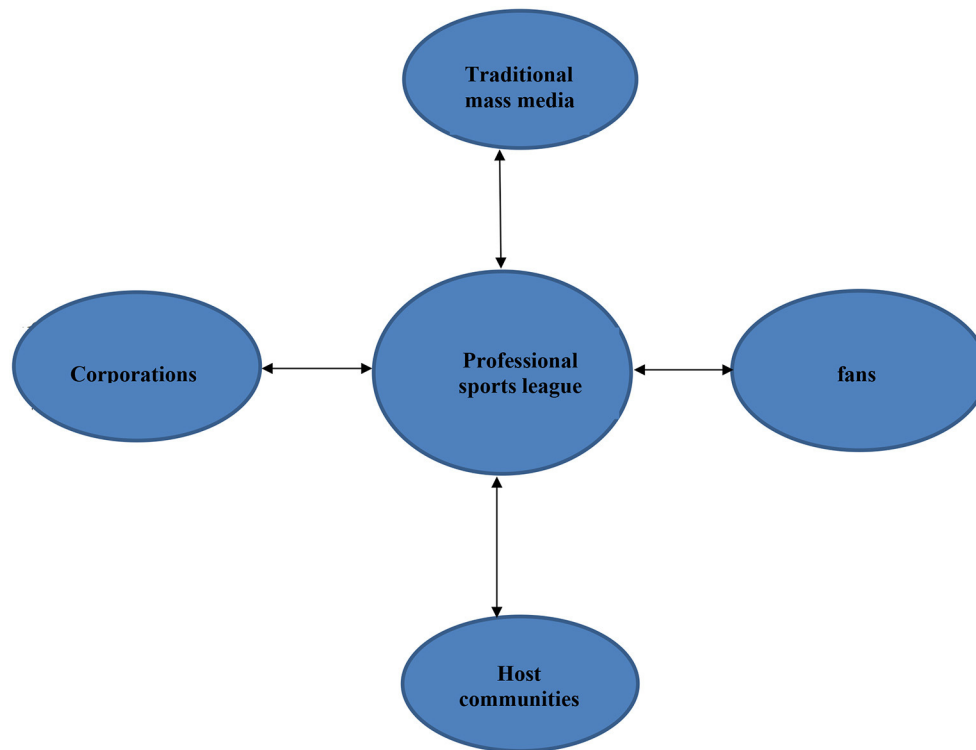 Traditional
mass media
Corporations
Professional
sports league
fans
Host
communities